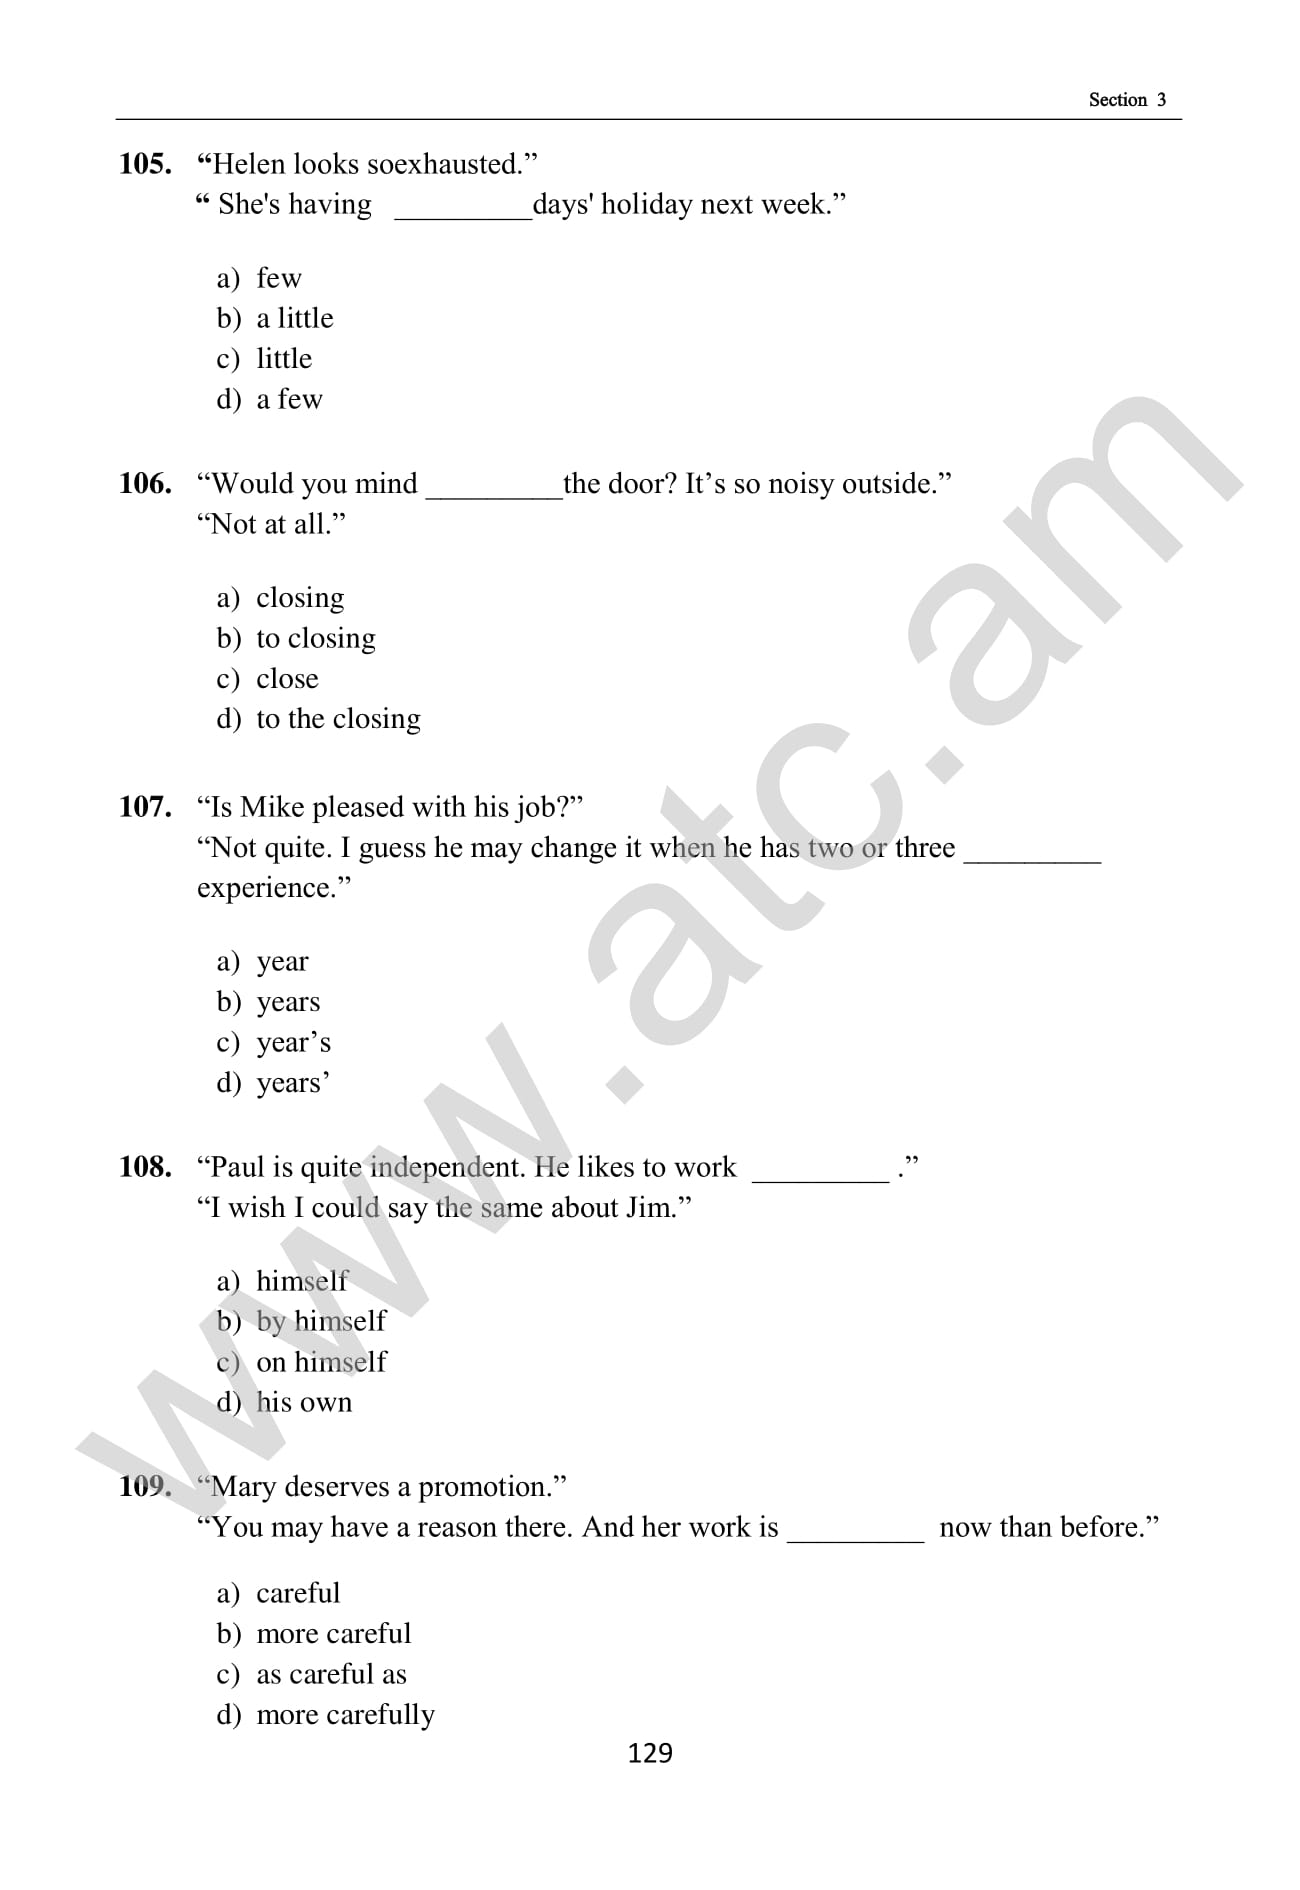 Section 3
105. “Helen looks soexhausted.”
“ She's having _________days' holiday next week.”
a) few
b) a little
c) little
d) a few
106. “Would you mind _________the door? It’s so noisy outside.”
“Not at all.”
a) closing
b) to closing
c) close
d) to the closing
107. “Is Mike pleased with his job?”
“Not quite. I guess he may change it when he has two or three _________
experience.”
a) year
b) years
c) year’s
d) years’
108. “Paul is quite independent. He likes to work _________ .”
“I wish I could say the same about Jim.”
a) himself
b) by himself
c) on himself
d) his own
109. “Mary deserves a promotion.”
“You may have a reason there. And her work is _________ now than before.”
a) careful
b) more careful
c) as careful as
d) more carefully
129
www.atc.am